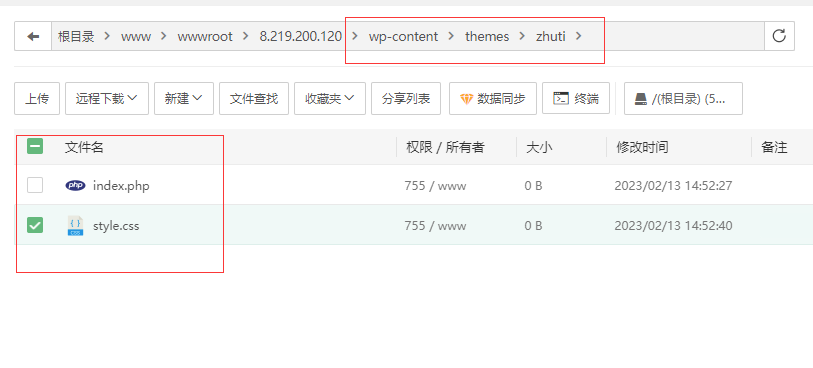 根目录 www wwwroot 8.219.200.120 wp-content themes zhuti
上传 远程下载 新建 文件查找 收藏夹 分享列表 数据同步 终端 /(根目录) (5...
文件名 权限 / 所有者 大小 修改时间 备注
php index.php 755 / www 0 B 2023/02/13 14:52:27
CSS style.css 755 / www 0 B 2023/02/13 14:52:40